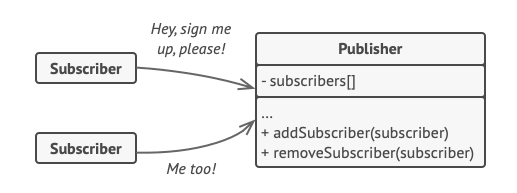 Hey, sign me
up, please!
Subscriber
Publisher
- subscribers[]
...
+ addSubscriber(subscriber)
+ removeSubscriber(subscriber)
Subscriber
Me too!